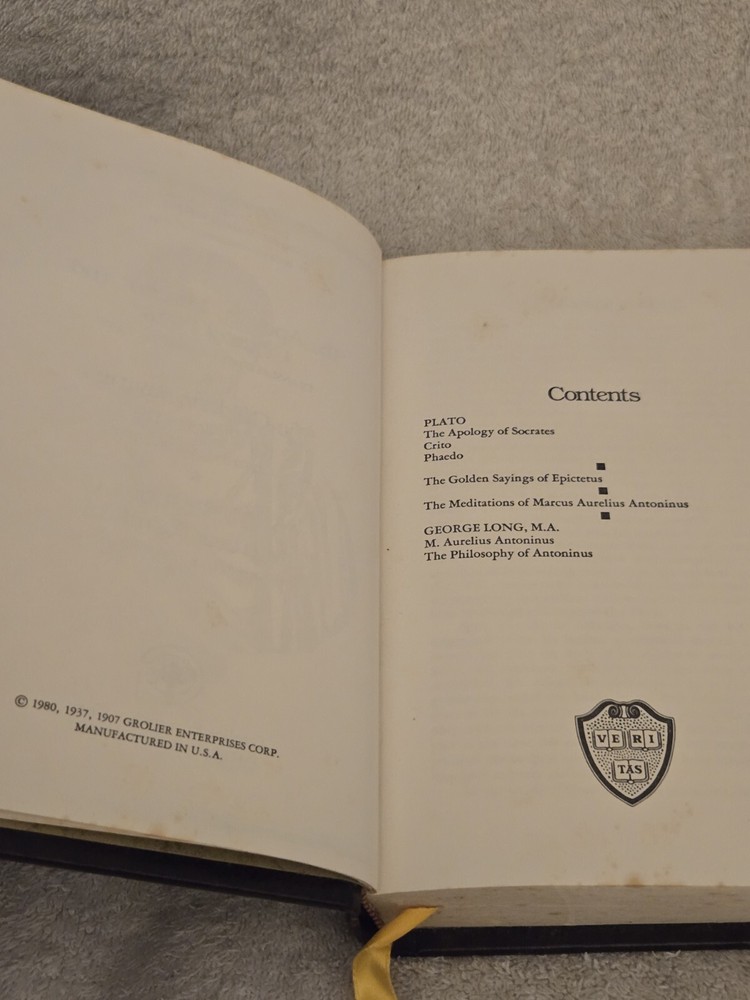 © 1980, 1937, 1907 GROLIER ENTERPRISES CORP.
MANUFACTURED IN U.S.A.
Contents
PLATO
The Apology of Socrates
Crito
Phaedo
The Golden Sayings of Epictetus
The Meditations of Marcus Aurelius Antoninus
GEORGE LONG, M.A.
M. Aurelius Antoninus
The Philosophy of Antoninus
VE RI
TAS